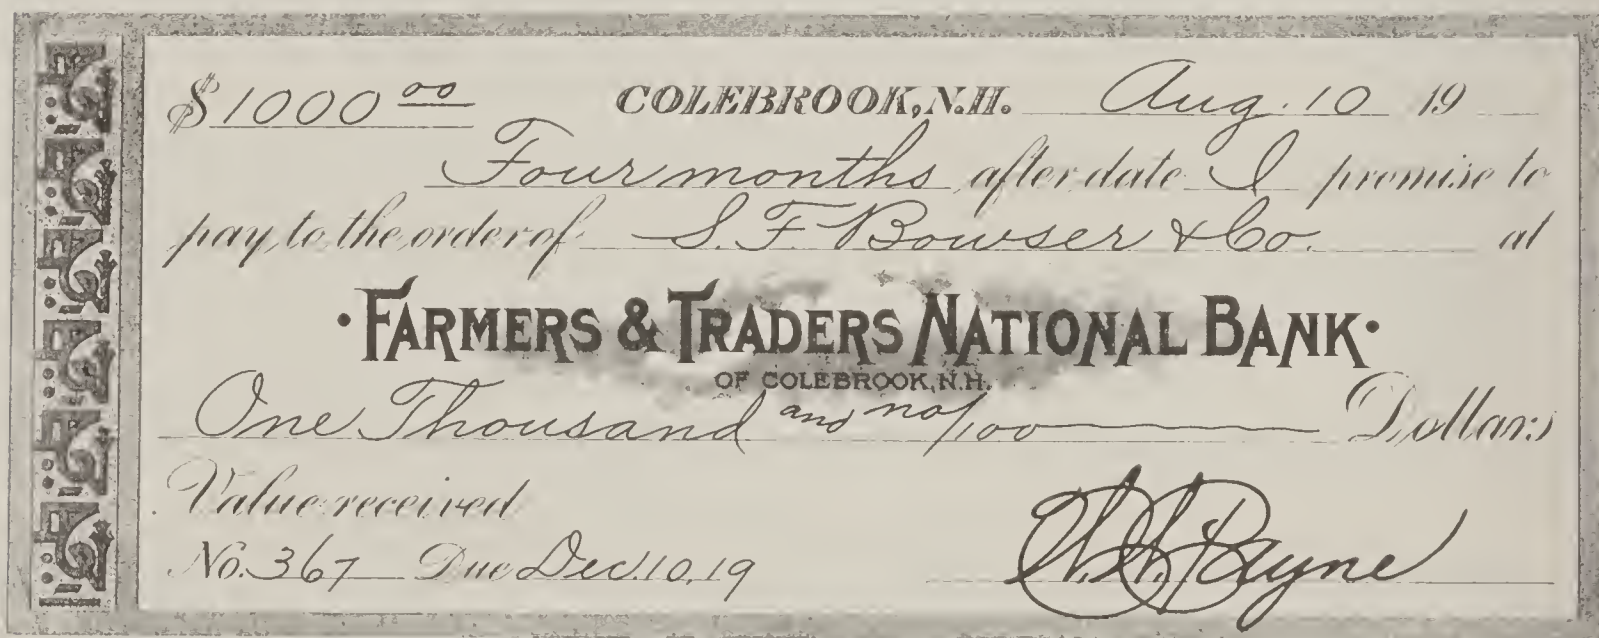 $1000 00 COLEBROOK, N.H. Aug. 10 19
Four months after date I promise to
pay to the order of S. F. Bowser & Co. at
· FARMERS & TRADERS NATIONAL BANK ·
OF COLEBROOK, N.H.
One Thousand and no/100 Dollars
Value received
No. 367 Due Dec. 10, 19 Payne